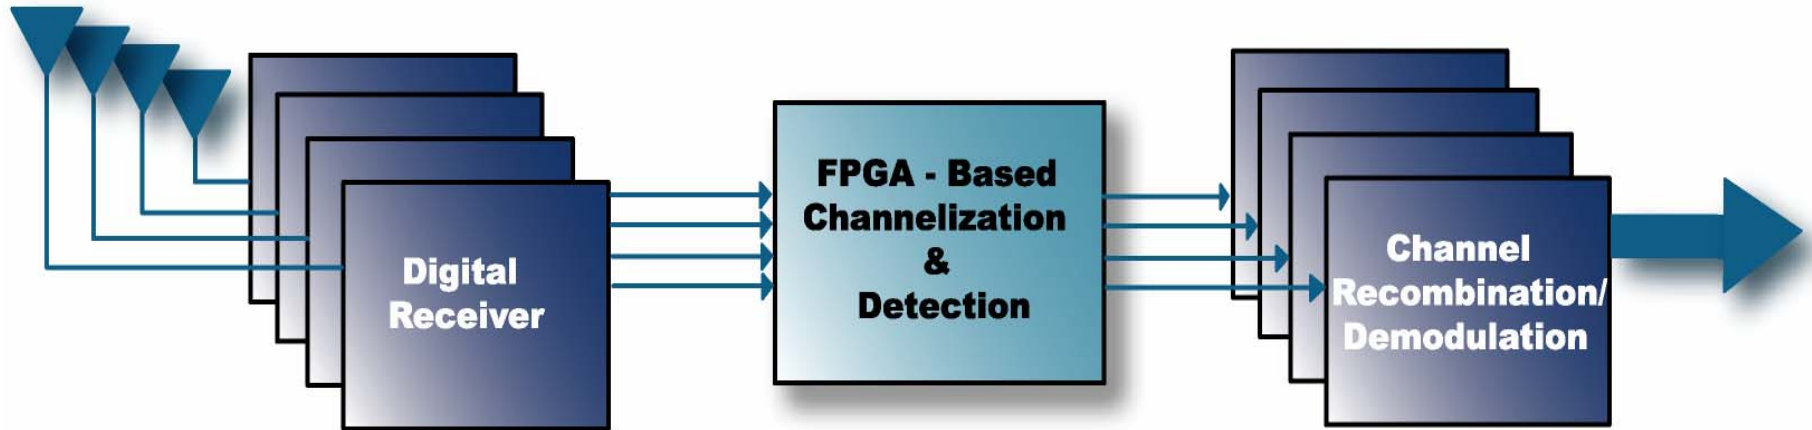 Digital
Receiver
FPGA - Based
Channelization
&
Detection
Channel
Recombination/
Demodulation